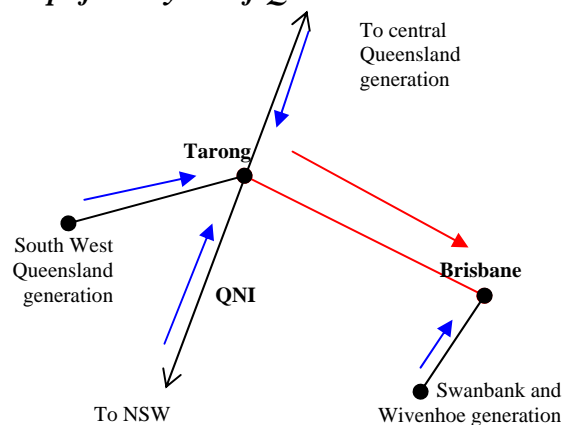 To central
Queensland
generation
Tarong
South West
Queensland
generation
QNI
Brisbane
To NSW
Swanbank and
Wivenhoe generation